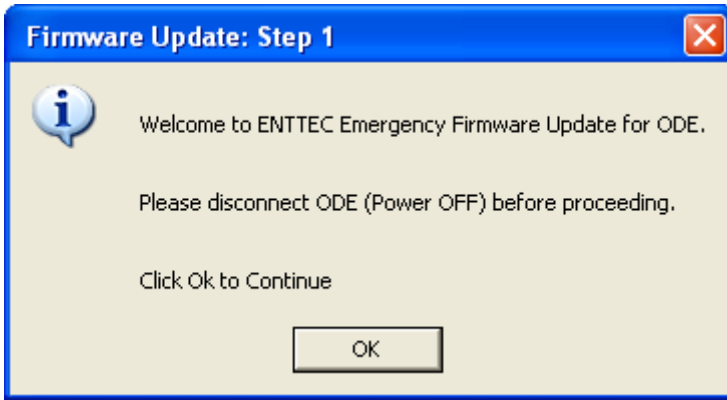 Firmware Update: Step 1
Welcome to ENTTEC Emergency Firmware Update for ODE.
Please disconnect ODE (Power OFF) before proceeding.
Click Ok to Continue
OK